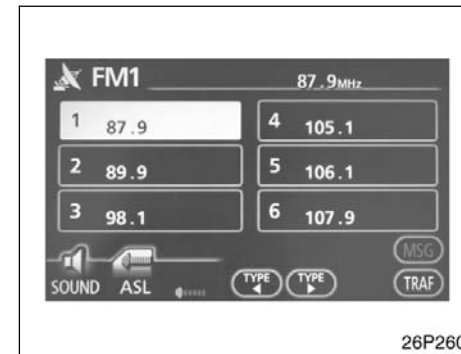 FM1 87.9MHz
1 87.9
2 89.9
3 98.1
4 105.1
5 106.1
6 107.9
MSG
SOUND ASL TYPE TYPE TRAF
26P260